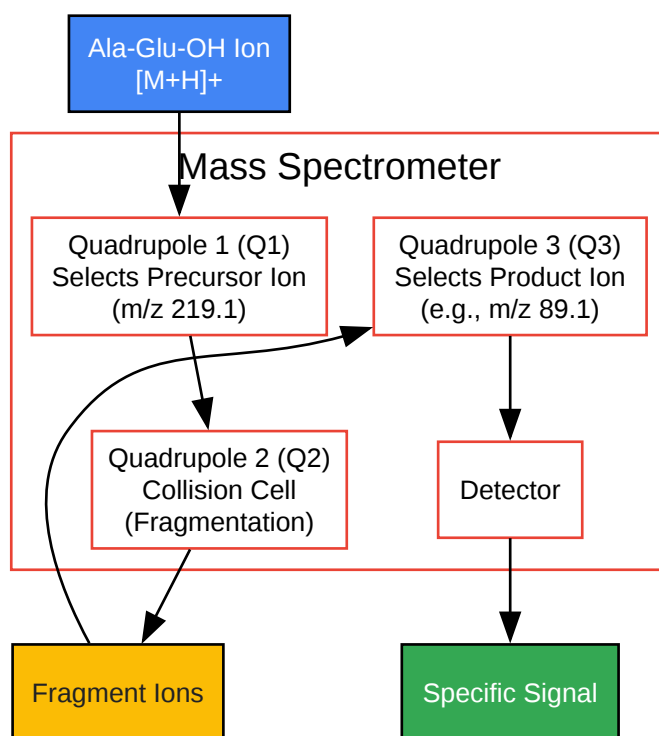 Ala-Glu-OH Ion
[M+H]+
Mass Spectrometer
Quadrupole 1 (Q1)
Selects Precursor Ion
(m/z 219.1)
Quadrupole 2 (Q2)
Collision Cell
(Fragmentation)
Fragment Ions
Quadrupole 3 (Q3)
Selects Product Ion
(e.g., m/z 89.1)
Detector
Specific Signal